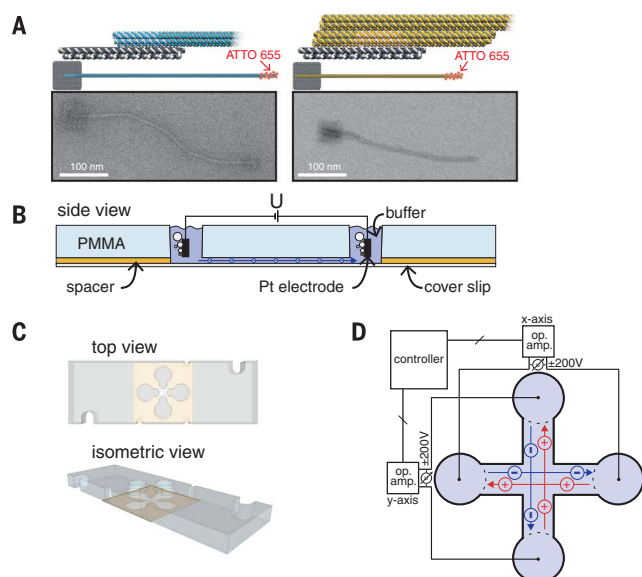 A
ATTO 655
100 nm
ATTO 655
100 nm
B
side view
U
buffer
PMMA
spacer
Pt electrode
cover slip
C
top view
isometric view
D
x-axis
op.
amp.
±200V
controller
±200V
op.
amp.
y-axis